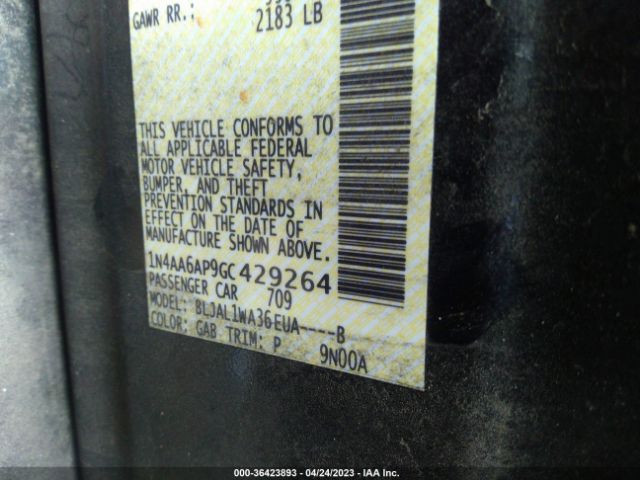 GAWR RR.:
2183 LB
THIS VEHICLE CONFORMS TO
ALL APPLICABLE FEDERAL
MOTOR VEHICLE SAFETY,
BUMPER, AND THEFT
PREVENTION STANDARDS IN
EFFECT ON THE DATE OF
MANUFACTURE SHOWN ABOVE.
1N4AA6AP9GC429264
PASSENGER CAR 709
MODEL: BLJAL1WA36EUA----B
COLOR: GAB TRIM: P 9N00A
000-36423893 - 04/24/2023 - IAA Inc.